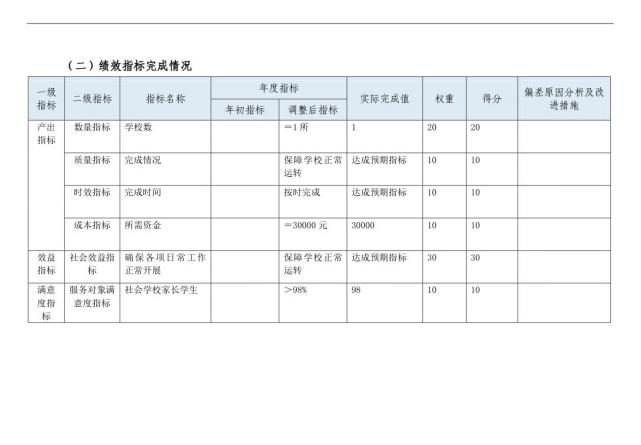 （二）绩效指标完成情况
一级指标 二级指标 指标名称 年度指标 实际完成值 权重 得分 偏差原因分析及改进措施
年初指标 调整后指标
产出指标 数量指标 学校数 ＝1 所 1 20 20
质量指标 完成情况 保障学校正常运转 达成预期指标 10 10
时效指标 完成时间 按时完成 达成预期指标 10 10
成本指标 所需资金 ＝30000 元 30000 10 10
效益指标 社会效益指标 确保各项日常工作正常开展 保障学校正常运转 达成预期指标 30 30
满意度指标 服务对象满意度指标 社会学校家长学生 ＞98% 98 10 10